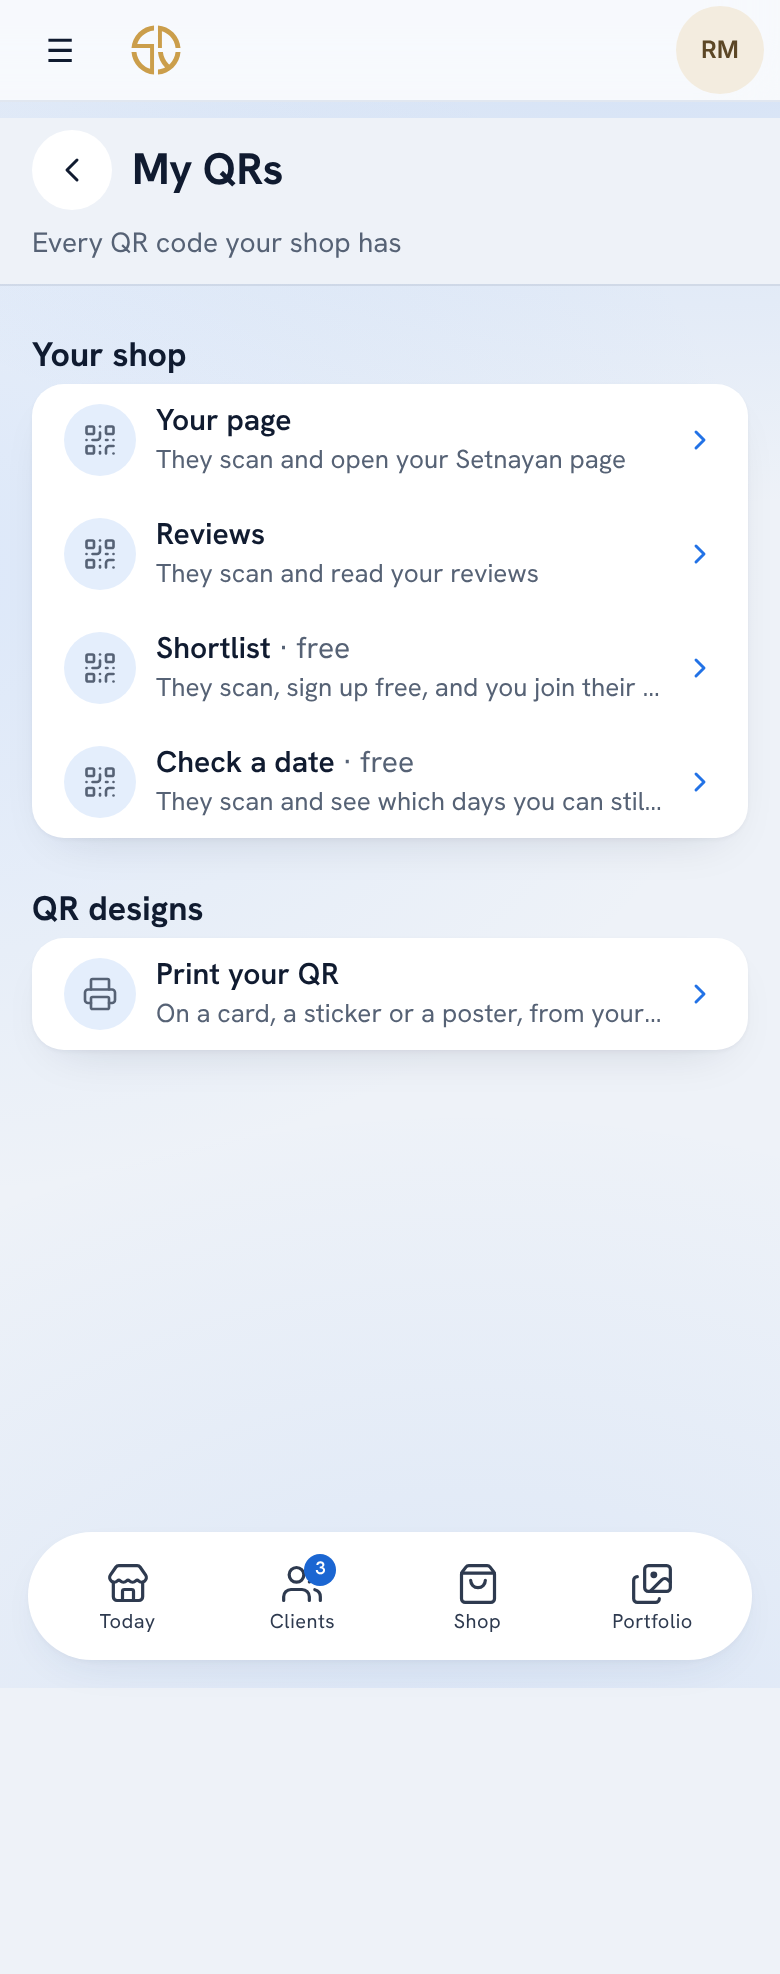 RM
My QRs
Every QR code your shop has
Your shop
Your page
They scan and open your Setnayan page
Reviews
They scan and read your reviews
Shortlist · free
They scan, sign up free, and you join their ...
Check a date · free
They scan and see which days you can stil...
QR designs
Print your QR
On a card, a sticker or a poster, from your...
3
Today
Clients
Shop
Portfolio